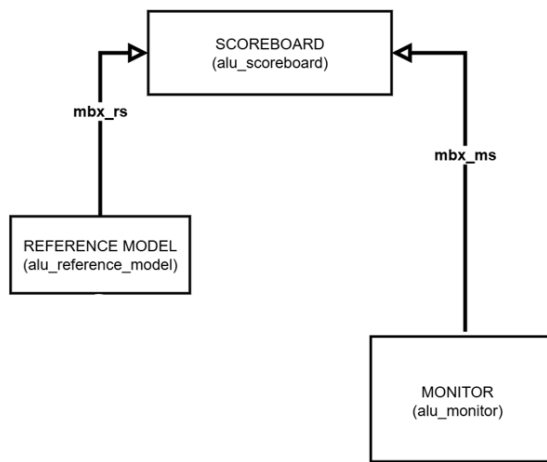 SCOREBOARD
(alu_scoreboard)
mbx_rs
mbx_ms
REFERENCE MODEL
(alu_reference_model)
MONITOR
(alu_monitor)